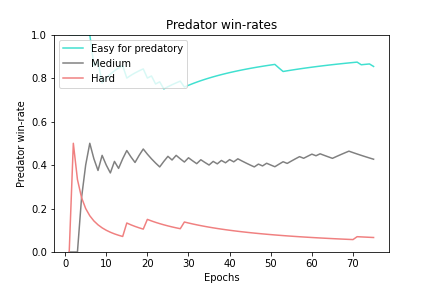 Predator win-rates
Easy for predatory
Medium
Hard
Predator win-rate
1.0
0.8
0.6
0.4
0.2
0.0
0 10 20 30 40 50 60 70
Epochs